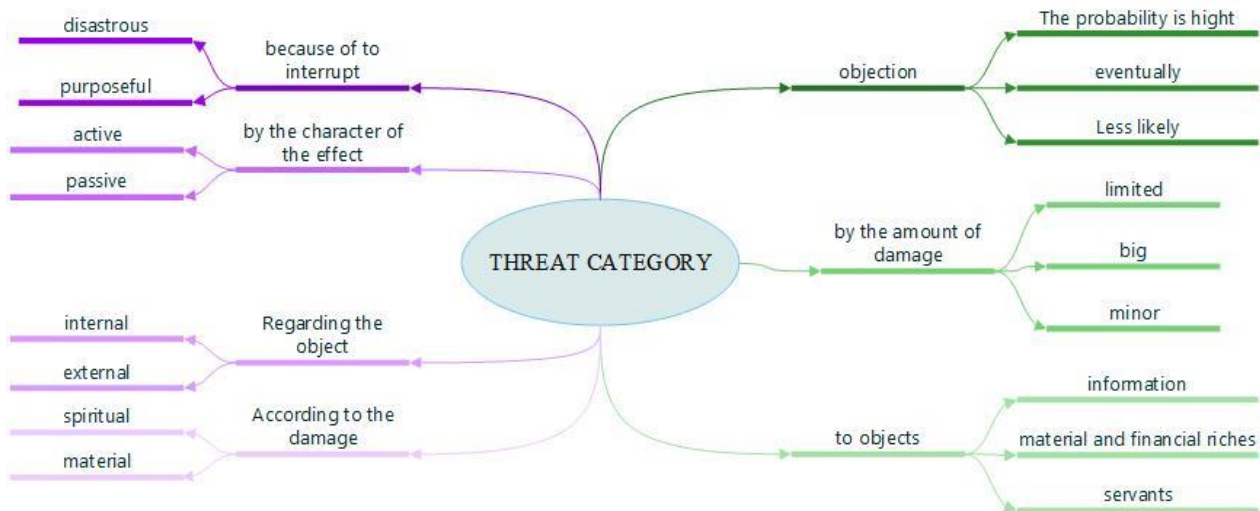 disastrous
purposeful
because of to
interrupt
active
passive
by the character of
the effect
internal
external
Regarding the
object
spiritual
material
According to the
damage
THREAT CATEGORY
objection
The probability is hight
eventually
Less likely
by the amount of
damage
limited
big
minor
to objects
information
material and financial riches
servants